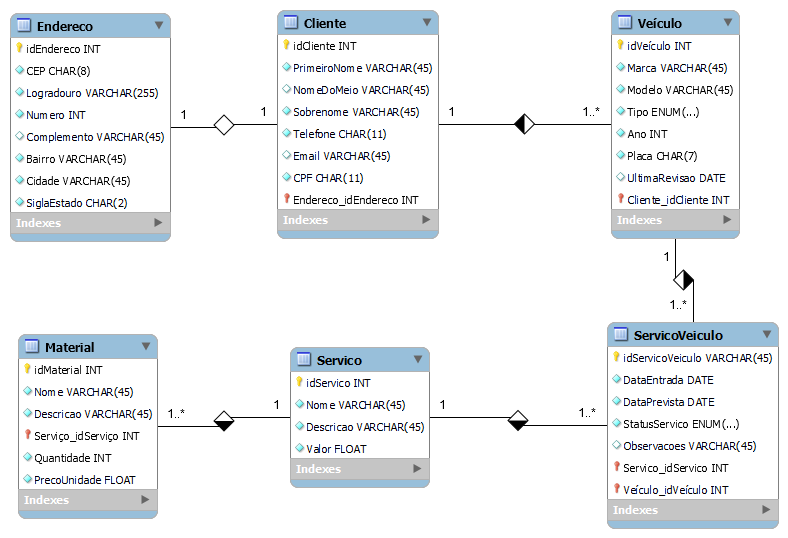 Endereco
idEndereco INT
CEP CHAR(8)
Logradouro VARCHAR(255)
Numero INT
Complemento VARCHAR(45)
Bairro VARCHAR(45)
Cidade VARCHAR(45)
SiglaEstado CHAR(2)
Indexes
1
1
Cliente
idCliente INT
PrimeiroNome VARCHAR(45)
NomeDoMeio VARCHAR(45)
Sobrenome VARCHAR(45)
Telefone CHAR(11)
Email VARCHAR(45)
CPF CHAR(11)
Endereco_idEndereco INT
Indexes
1
1..*
Veículo
idVeículo INT
Marca VARCHAR(45)
Modelo VARCHAR(45)
Tipo ENUM(...)
Ano INT
Placa CHAR(7)
UltimaRevisao DATE
Cliente_idCliente INT
Indexes
1
1..*
Material
idMaterial INT
Nome VARCHAR(45)
Descricao VARCHAR(45)
Serviço_idServiço INT
Quantidade INT
PrecoUnidade FLOAT
Indexes
1..*
1
Servico
idServico INT
Nome VARCHAR(45)
Descricao VARCHAR(45)
Valor FLOAT
Indexes
1
1..*
ServicoVeiculo
idServicoVeiculo VARCHAR(45)
DataEntrada DATE
DataPrevista DATE
StatusServico ENUM(...)
Observacoes VARCHAR(45)
Servico_idServico INT
Veículo_idVeículo INT
Indexes